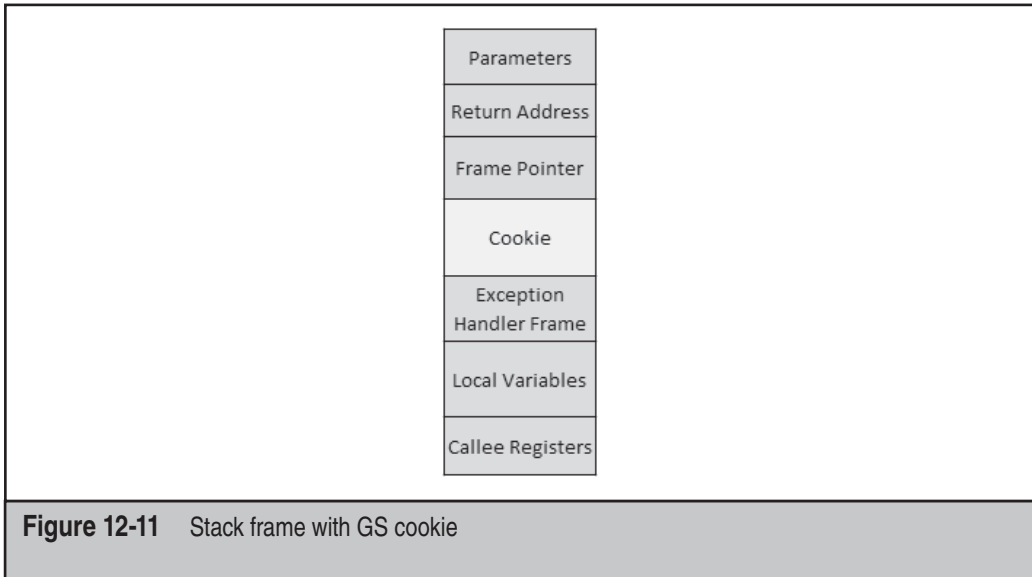 Parameters
Return Address
Frame Pointer
Cookie
Exception
Handler Frame
Local Variables
Callee Registers
Figure 12-11 Stack frame with GS cookie